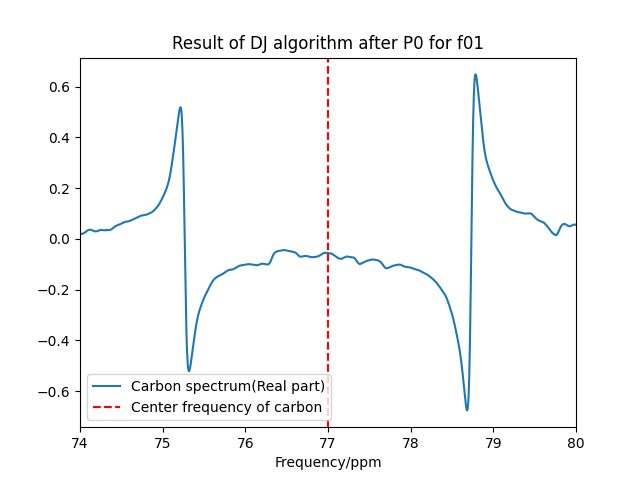 Result of DJ algorithm after P0 for f01
0.6
0.4
0.2
0.0
−0.2
−0.4
−0.6
Carbon spectrum(Real part)
Center frequency of carbon
74 75 76 77 78 79 80
Frequency/ppm